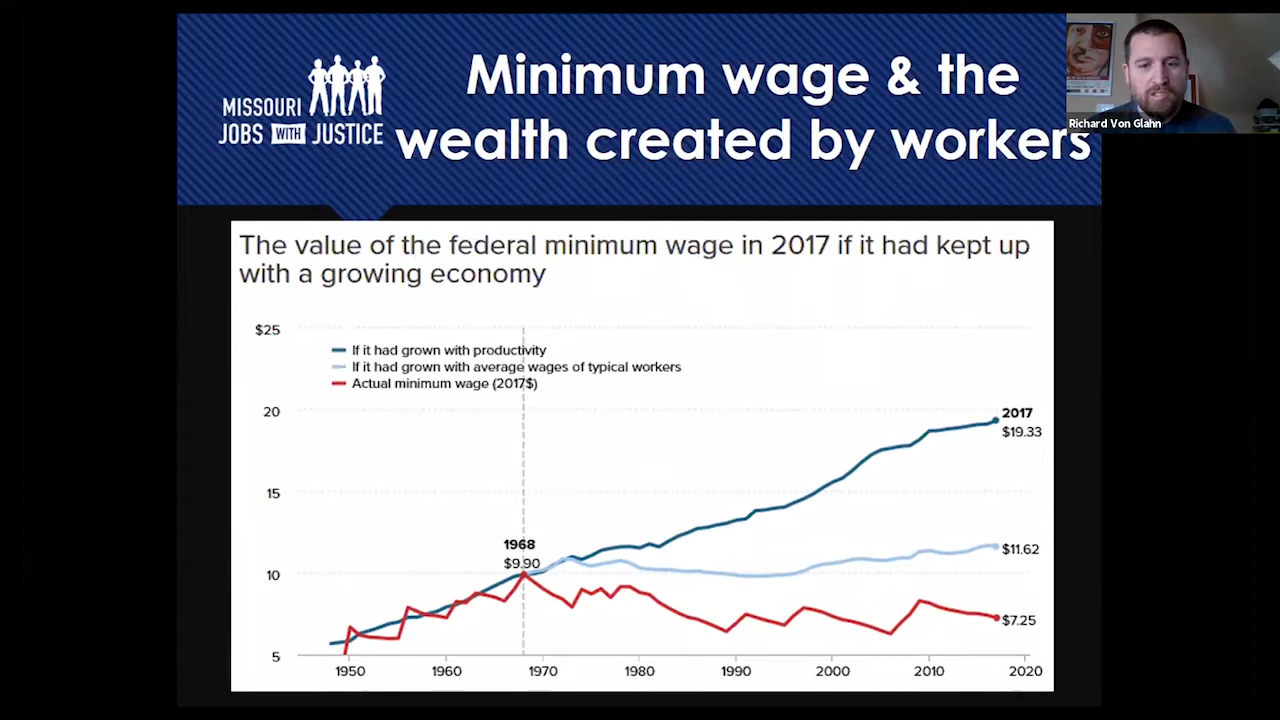 MISSOURI
JOBS WITH JUSTICE
Minimum wage & the
wealth created by workers
Richard Von Glahn
The value of the federal minimum wage in 2017 if it had kept up
with a growing economy
$25
20
15
10
5
If it had grown with productivity
If it had grown with average wages of typical workers
Actual minimum wage (2017$)
1968
$9.90
2017
$19.33
$11.62
$7.25
1950 1960 1970 1980 1990 2000 2010 2020